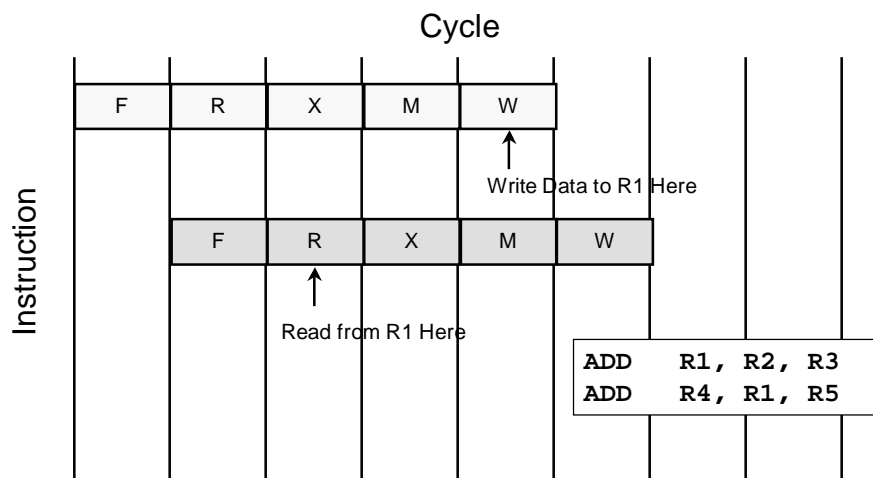 Cycle
F R X M W
Write Data to R1 Here
Instruction
F R X M W
Read from R1 Here
ADD R1, R2, R3
ADD R4, R1, R5